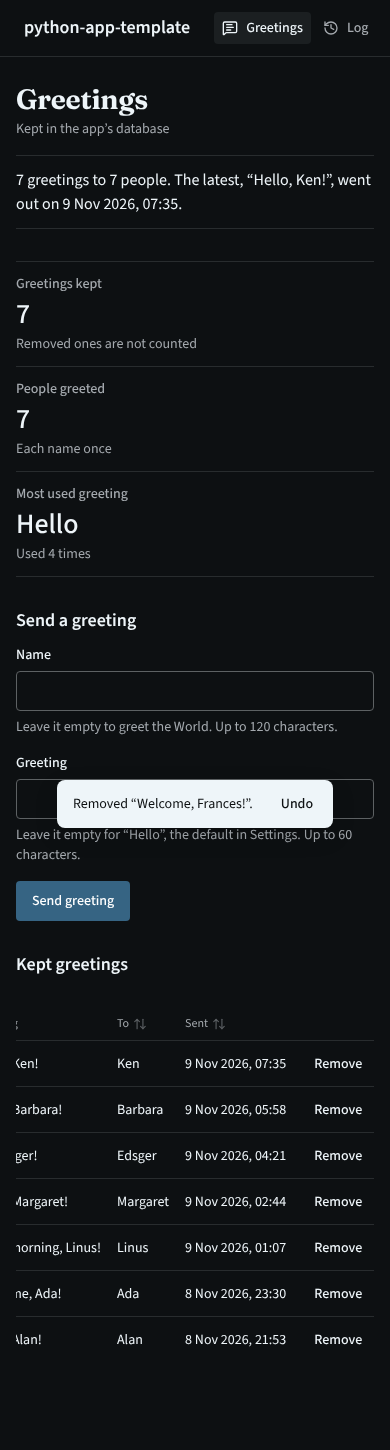 python-app-template
Greetings
Log
Greetings
Kept in the app's database
7 greetings to 7 people. The latest, “Hello, Ken!”, went
out on 9 Nov 2026, 07:35.
Greetings kept
7
Removed ones are not counted
People greeted
7
Each name once
Most used greeting
Hello
Used 4 times
Send a greeting
Name
Leave it empty to greet the World. Up to 120 characters.
Greeting
Removed “Welcome, Frances!”. Undo
Leave it empty for “Hello”, the default in Settings. Up to 60
characters.
Send greeting
Kept greetings
To Sent
Ken! Ken 9 Nov 2026, 07:35 Remove
Barbara! Barbara 9 Nov 2026, 05:58 Remove
ger! Edsger 9 Nov 2026, 04:21 Remove
Margaret! Margaret 9 Nov 2026, 02:44 Remove
norning, Linus! Linus 9 Nov 2026, 01:07 Remove
ne, Ada! Ada 8 Nov 2026, 23:30 Remove
Alan! Alan 8 Nov 2026, 21:53 Remove